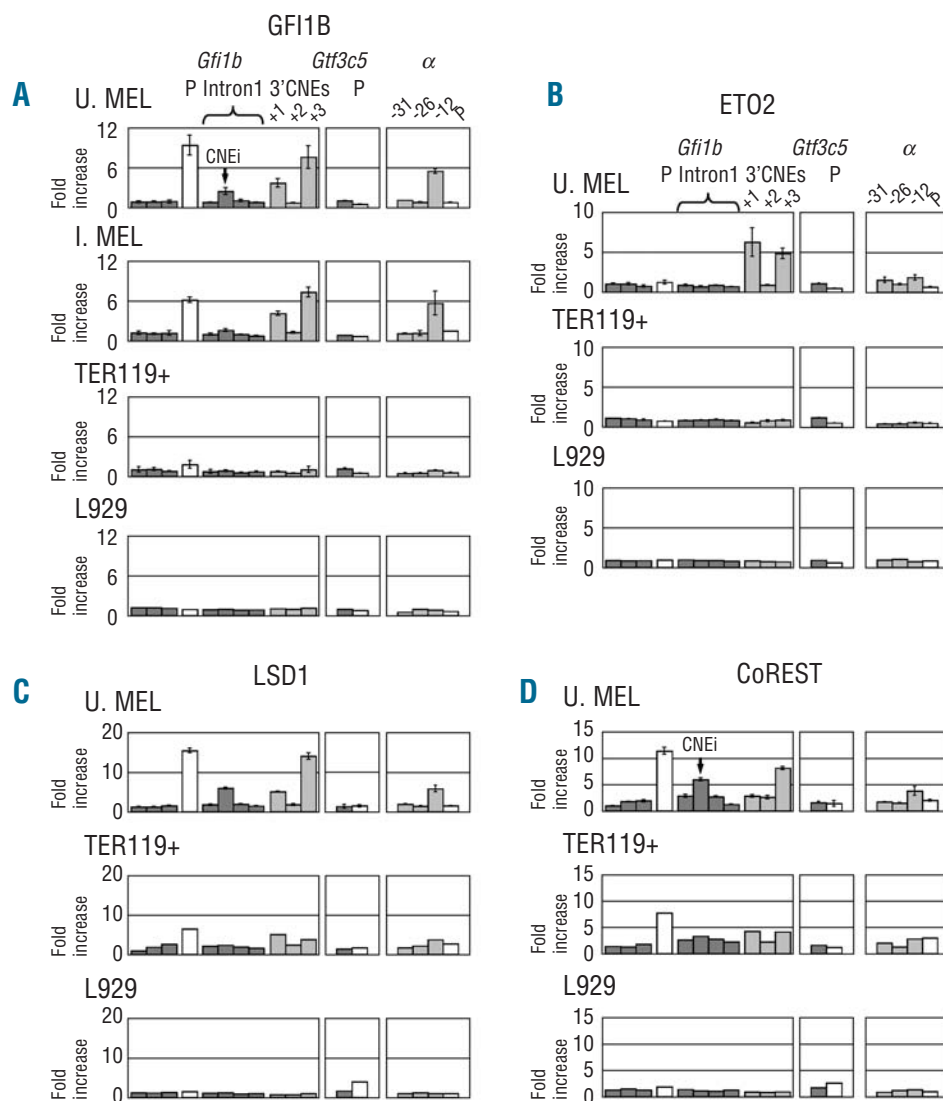 GFI1B
Gfi1b Gtf3c5 α
A
U. MEL
P Intron1 3'CNEs P
+1 +2 +3 -31 -26 -12 P
Fold increase
12
6
0
CNEi
I. MEL
Fold increase
12
6
0
TER119+
Fold increase
12
6
0
L929
Fold increase
12
6
0
B
ETO2
Gfi1b Gtf3c5 α
U. MEL
P Intron1 3'CNEs P
+1 +2 +3 -31 -26 -12 P
Fold increase
10
5
0
TER119+
Fold increase
10
5
0
L929
Fold increase
10
5
0
C
LSD1
U. MEL
Fold increase
20
10
0
TER119+
Fold increase
20
10
0
L929
Fold increase
20
10
0
D
CoREST
U. MEL
Fold increase
15
10
5
0
CNEi
TER119+
Fold increase
15
10
5
0
L929
Fold increase
15
10
5
0